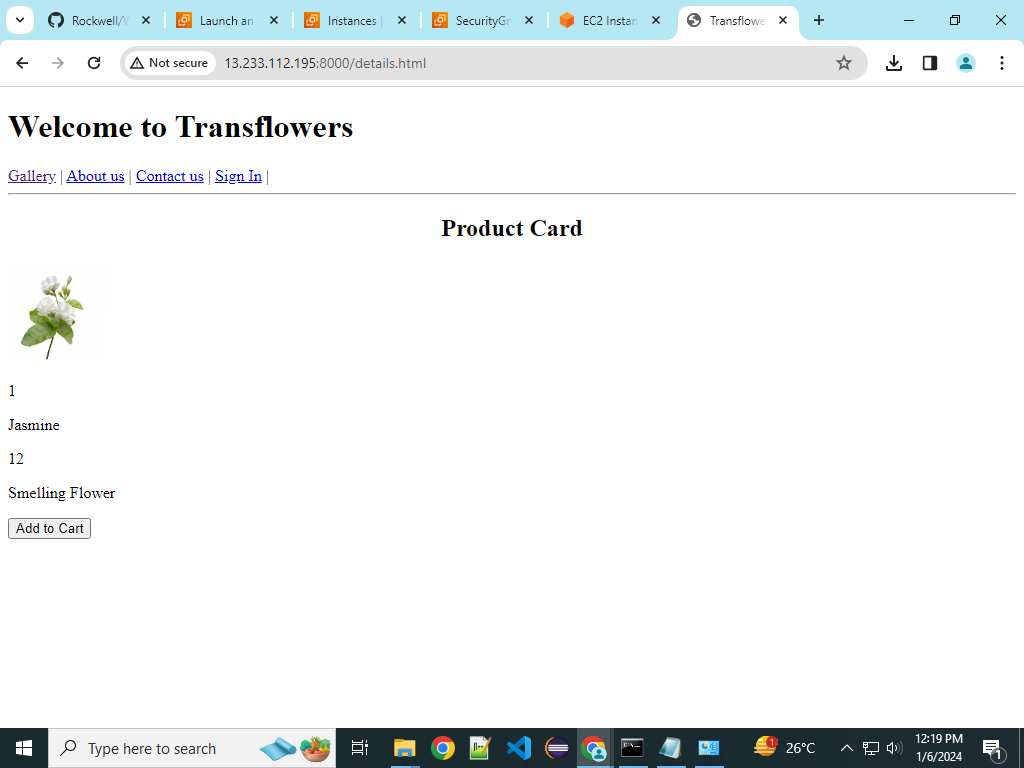 Rockwell/W
Launch an
Instances |
SecurityGr
EC2 Instan
Transflowe
Not secure
13.233.112.195:8000/details.html
Welcome to Transflowers
Gallery | About us | Contact us | Sign In |
Product Card
1
Jasmine
12
Smelling Flower
Add to Cart
Type here to search
1
26°C
12:19 PM
1/6/2024
1